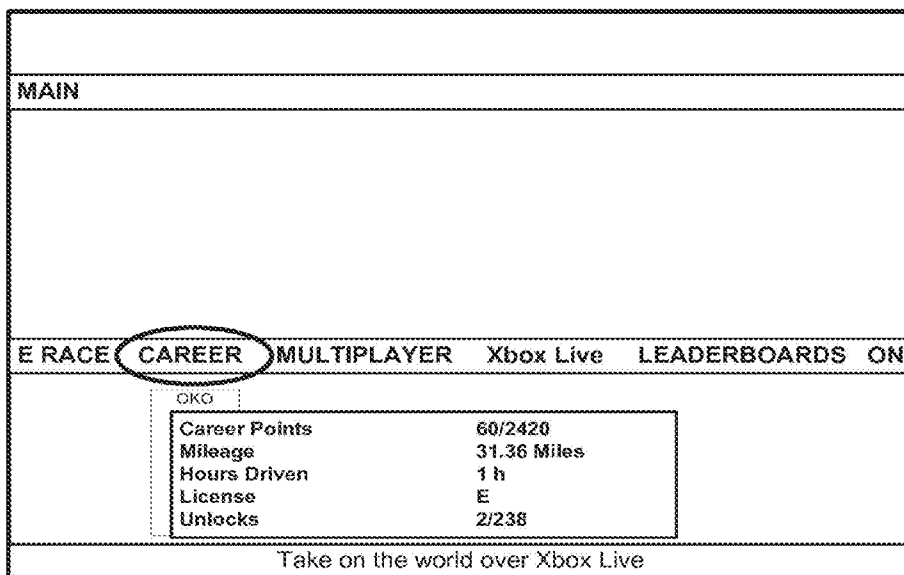 MAIN
E RACE CAREER MULTIPLAYER Xbox Live LEADERBOARDS ON
OKO
Career Points 60/2420
Mileage 31.36 Miles
Hours Driven 1 h
License E
Unlocks 2/238
Take on the world over Xbox Live